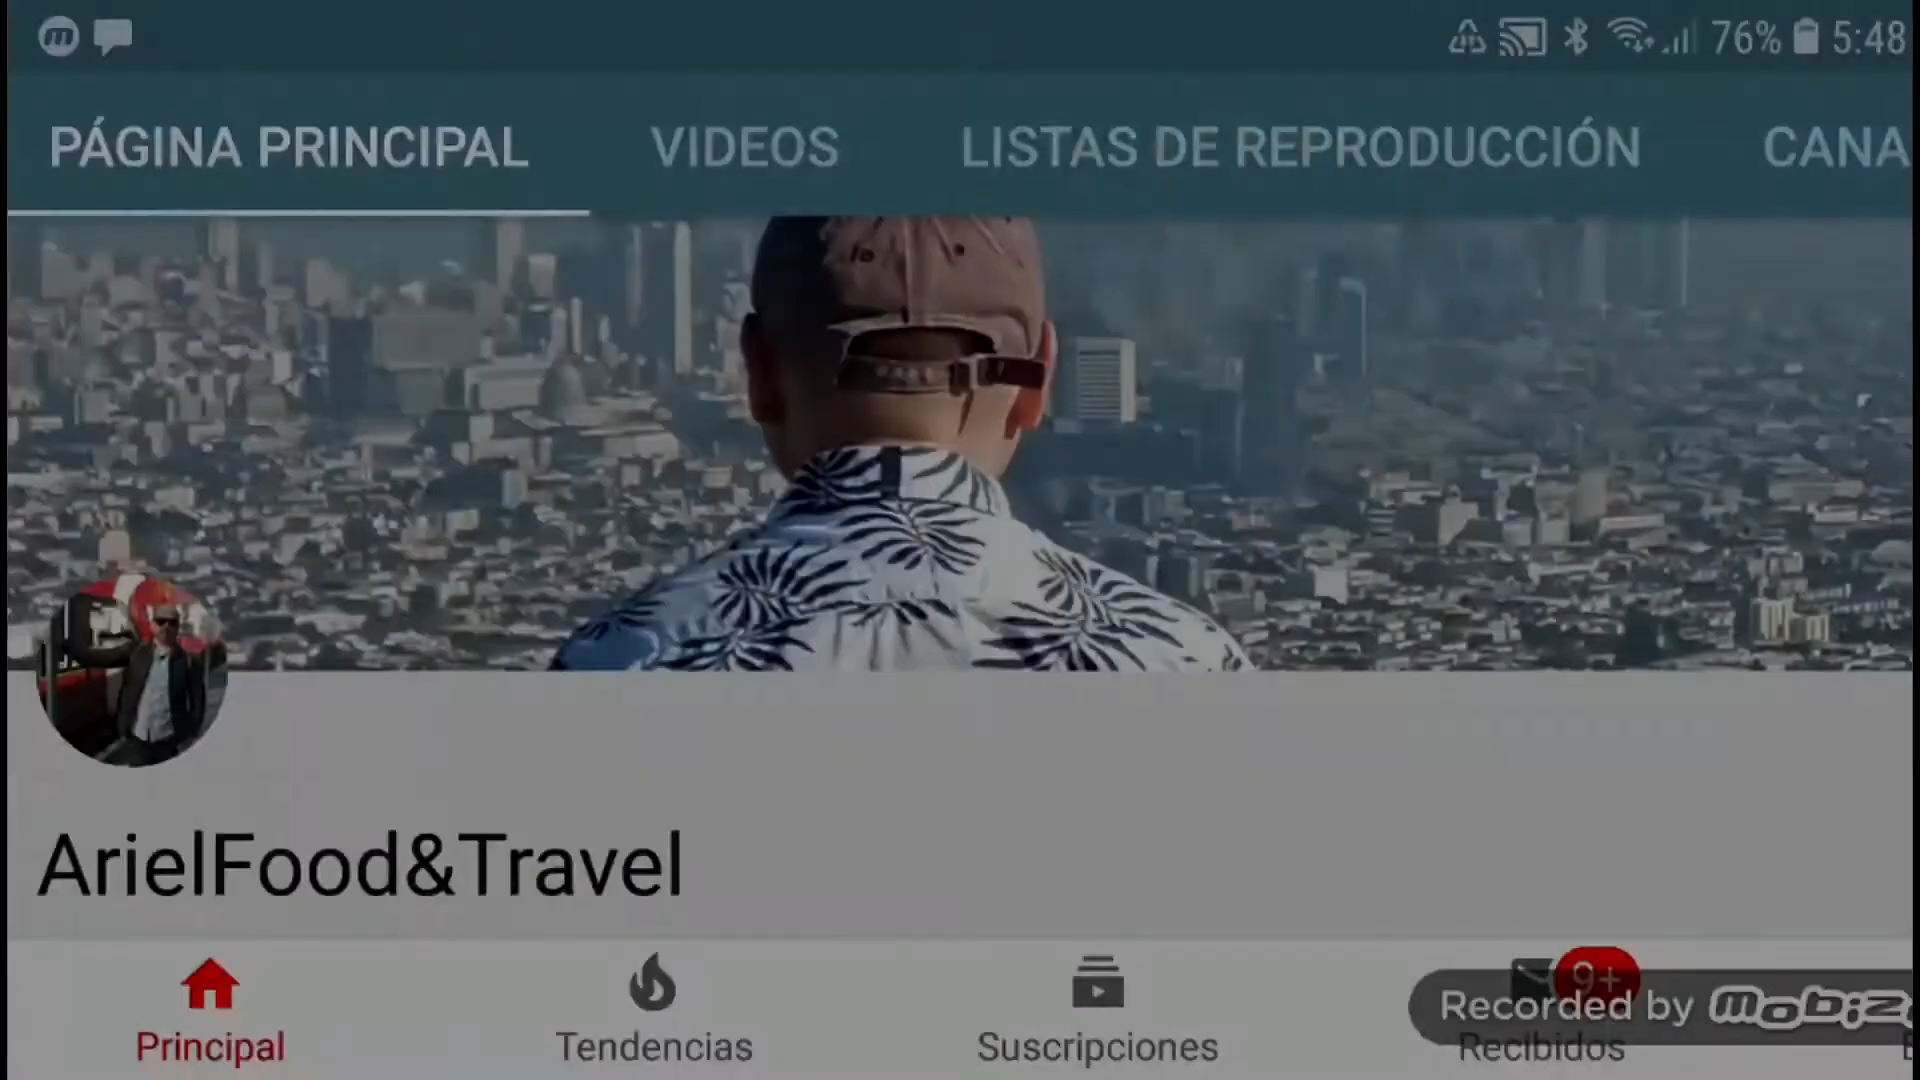 76% 5:48
PÁGINA PRINCIPAL VIDEOS LISTAS DE REPRODUCCIÓN CANA
ArielFood&Travel
9+
Recorded by mobiz
Principal Tendencias Suscripciones Recibidos